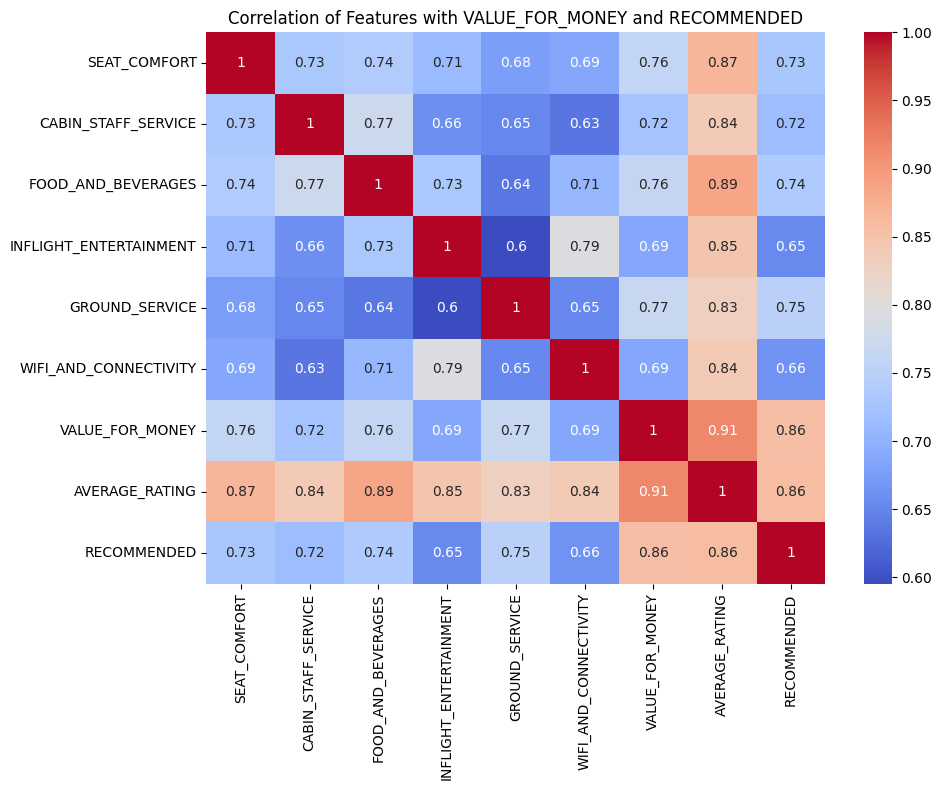 Correlation of Features with VALUE_FOR_MONEY and RECOMMENDED
SEAT_COMFORT 1 0.73 0.74 0.71 0.68 0.69 0.76 0.87 0.73
CABIN_STAFF_SERVICE 0.73 1 0.77 0.66 0.65 0.63 0.72 0.84 0.72
FOOD_AND_BEVERAGES 0.74 0.77 1 0.73 0.64 0.71 0.76 0.89 0.74
INFLIGHT_ENTERTAINMENT 0.71 0.66 0.73 1 0.6 0.79 0.69 0.85 0.65
GROUND_SERVICE 0.68 0.65 0.64 0.6 1 0.65 0.77 0.83 0.75
WIFI_AND_CONNECTIVITY 0.69 0.63 0.71 0.79 0.65 1 0.69 0.84 0.66
VALUE_FOR_MONEY 0.76 0.72 0.76 0.69 0.77 0.69 1 0.91 0.86
AVERAGE_RATING 0.87 0.84 0.89 0.85 0.83 0.84 0.91 1 0.86
RECOMMENDED 0.73 0.72 0.74 0.65 0.75 0.66 0.86 0.86 1
SEAT_COMFORT
CABIN_STAFF_SERVICE
FOOD_AND_BEVERAGES
INFLIGHT_ENTERTAINMENT
GROUND_SERVICE
WIFI_AND_CONNECTIVITY
VALUE_FOR_MONEY
AVERAGE_RATING
RECOMMENDED
1.00
0.95
0.90
0.85
0.80
0.75
0.70
0.65
0.60